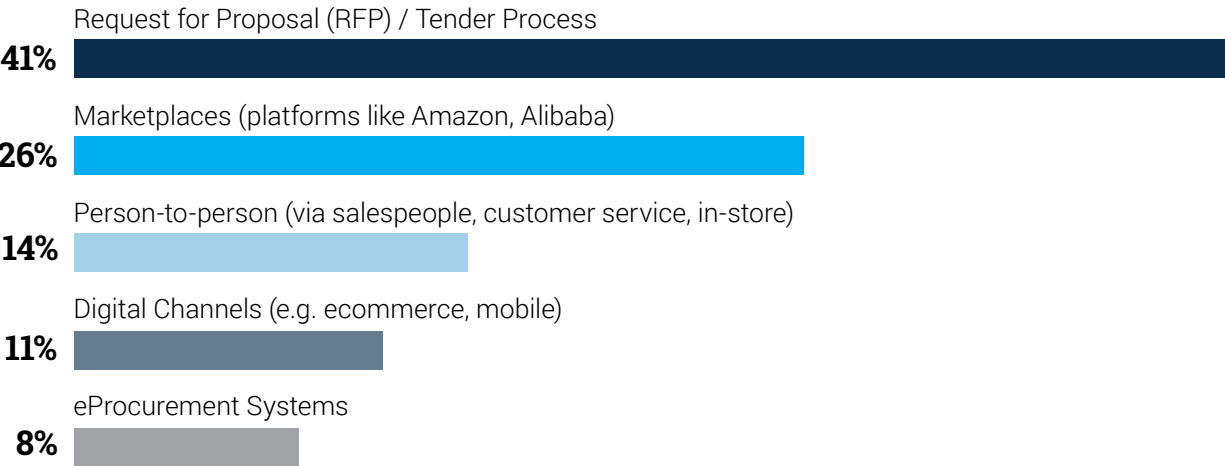 Request for Proposal (RFP) / Tender Process
41%
Marketplaces (platforms like Amazon, Alibaba)
26%
Person-to-person (via salespeople, customer service, in-store)
14%
Digital Channels (e.g. ecommerce, mobile)
11%
eProcurement Systems
8%